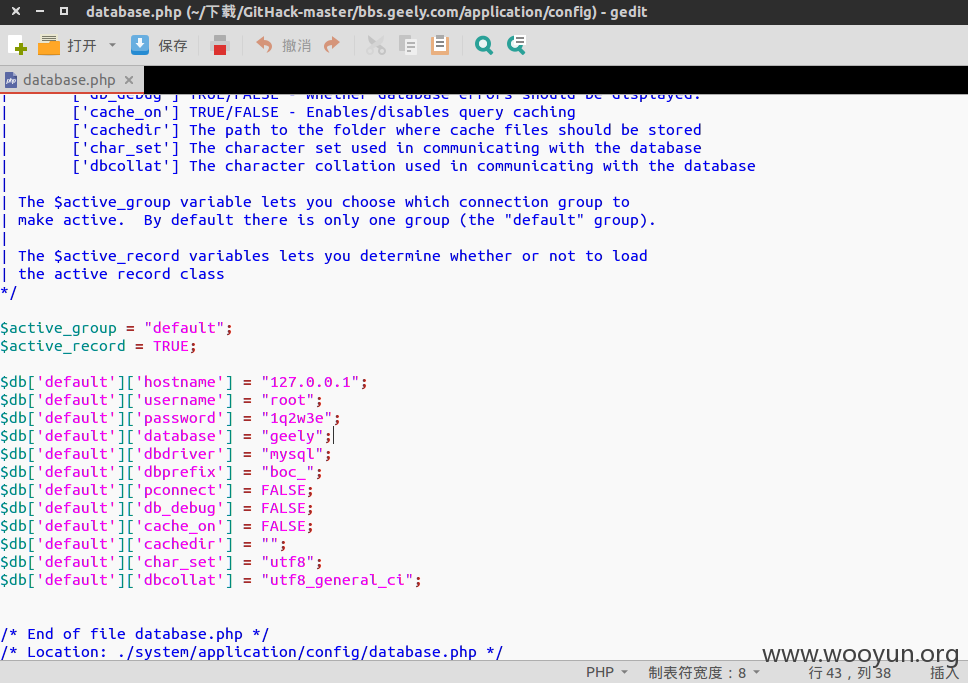 database.php (~/下载/GitHack-master/bbs.geely.com/application/config) - gedit
打开 保存 撤消
database.php
| ['db_debug'] TRUE/FALSE - Whether database errors should be displayed.
| ['cache_on'] TRUE/FALSE - Enables/disables query caching
| ['cachedir'] The path to the folder where cache files should be stored
| ['char_set'] The character set used in communicating with the database
| ['dbcollat'] The character collation used in communicating with the database
|
| The $active_group variable lets you choose which connection group to
| make active.  By default there is only one group (the "default" group).
|
| The $active_record variables lets you determine whether or not to load
| the active record class
*/
$active_group = "default";
$active_record = TRUE;
$db['default']['hostname'] = "127.0.0.1";
$db['default']['username'] = "root";
$db['default']['password'] = "1q2w3e";
$db['default']['database'] = "geely";
$db['default']['dbdriver'] = "mysql";
$db['default']['dbprefix'] = "boc_";
$db['default']['pconnect'] = FALSE;
$db['default']['db_debug'] = FALSE;
$db['default']['cache_on'] = FALSE;
$db['default']['cachedir'] = "";
$db['default']['char_set'] = "utf8";
$db['default']['dbcollat'] = "utf8_general_ci";
/* End of file database.php */
/* Location: ./system/application/config/database.php */
www.wooyun.org
PHP 制表符宽度：8 行 43，列 38 插入